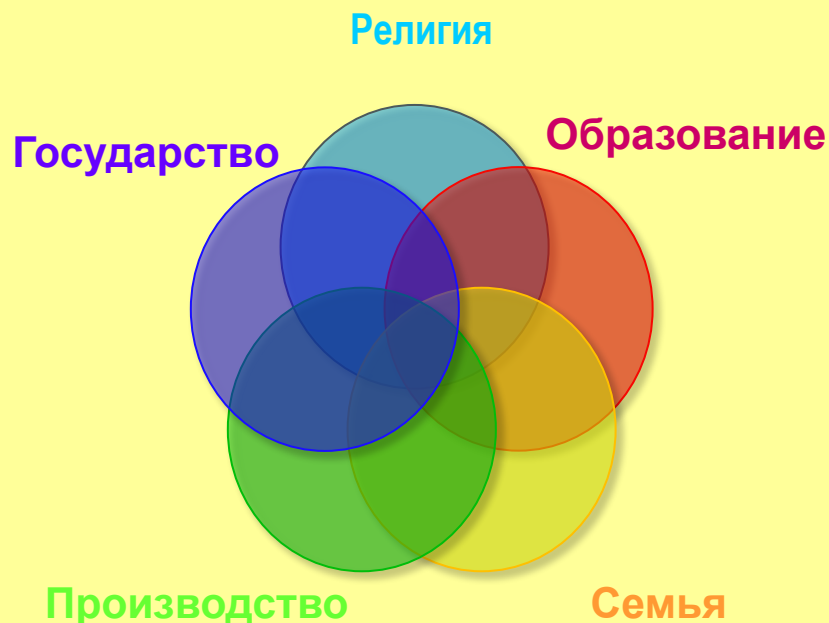 Религия
Государство
Образование
Производство
Семья